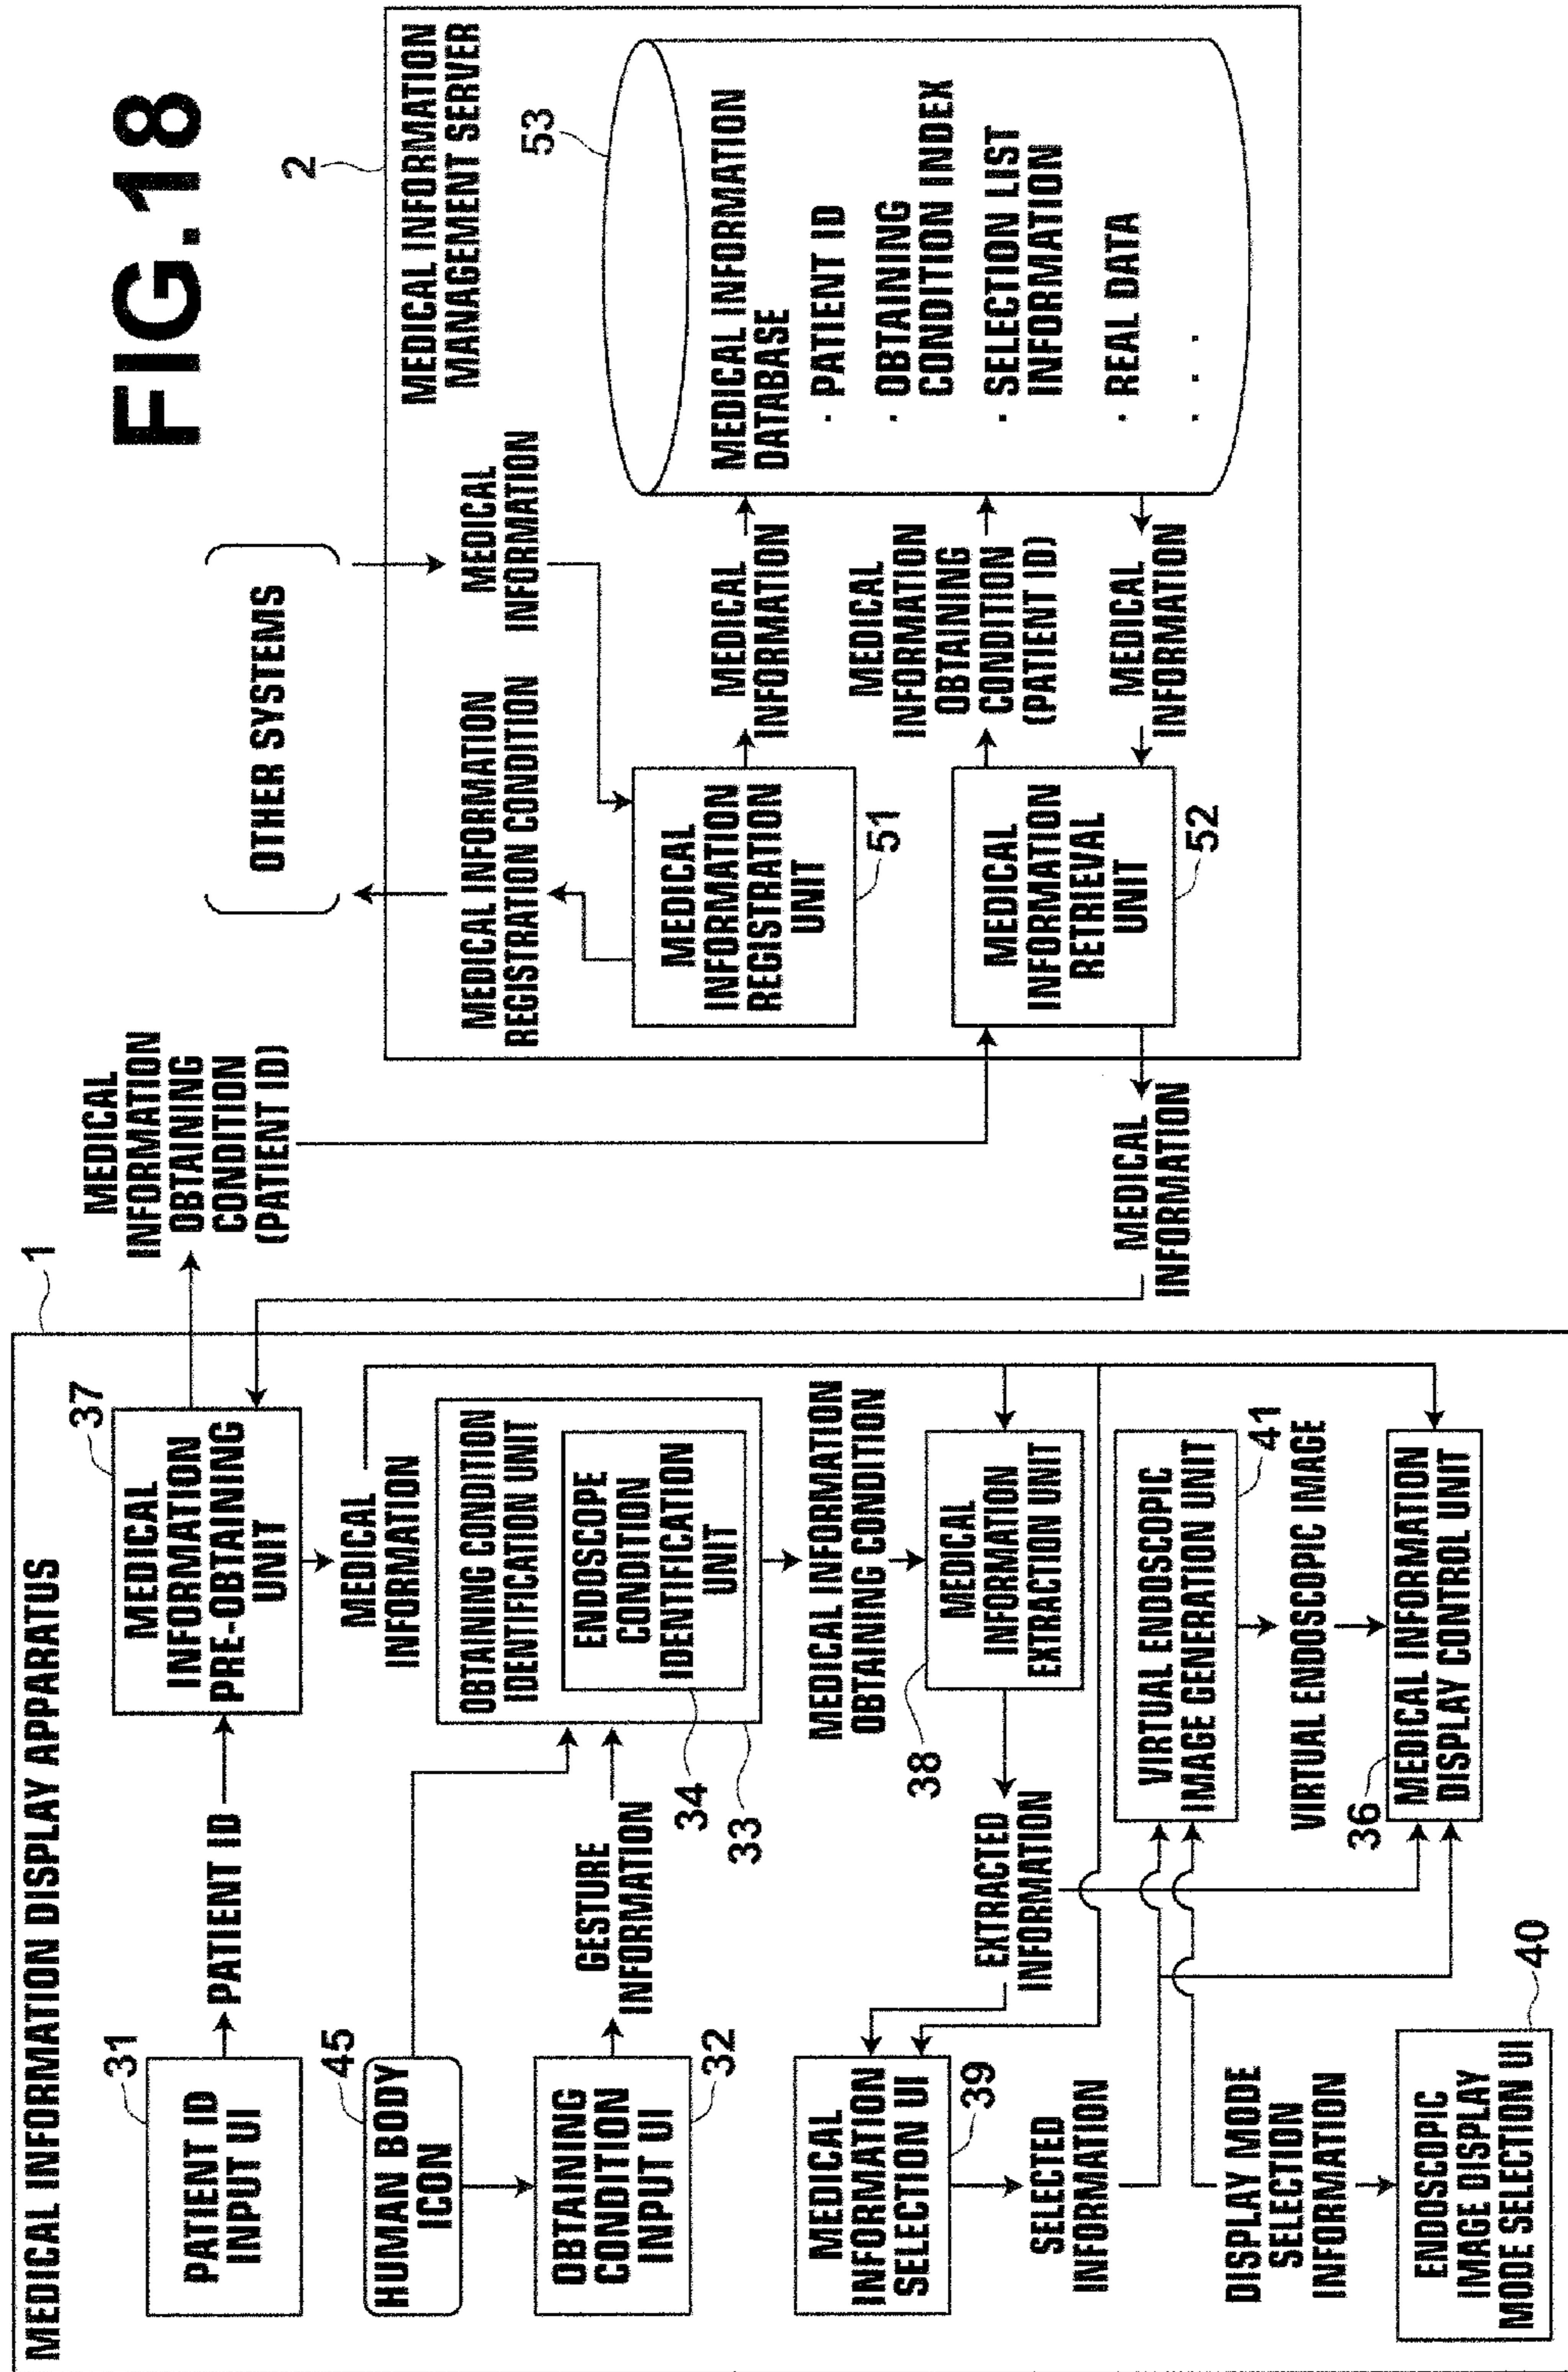 FIG.18
MEDICAL INFORMATION DISPLAY APPARATUS
1
31
PATIENT ID
INPUT UI
PATIENT ID
37
MEDICAL
INFORMATION
PRE-OBTAINING
UNIT
MEDICAL
INFORMATION
OBTAINING
CONDITION
(PATIENT ID)
MEDICAL
INFORMATION
45
HUMAN BODY
ICON
OBTAINING
CONDITION
INPUT UI
32
GESTURE
INFORMATION
OBTAINING CONDITION
IDENTIFICATION UNIT
ENDOSCOPE
CONDITION
IDENTIFICATION
UNIT
34
33
MEDICAL INFORMATION
OBTAINING CONDITION
38
MEDICAL
INFORMATION
EXTRACTION UNIT
EXTRACTED
INFORMATION
MEDICAL
INFORMATION
SELECTION UI
39
SELECTED
INFORMATION
VIRTUAL ENDOSCOPIC
IMAGE GENERATION UNIT
41
VIRTUAL ENDOSCOPIC IMAGE
36
MEDICAL INFORMATION
DISPLAY CONTROL UNIT
DISPLAY MODE
SELECTION
INFORMATION
ENDOSCOPIC
IMAGE DISPLAY
MODE SELECTION UI
40
MEDICAL
INFORMATION
OTHER SYSTEMS
2
MEDICAL INFORMATION
MANAGEMENT SERVER
MEDICAL INFORMATION
REGISTRATION CONDITION
MEDICAL
INFORMATION
MEDICAL
INFORMATION
REGISTRATION
UNIT
51
MEDICAL
INFORMATION
MEDICAL
INFORMATION
RETRIEVAL
UNIT
52
MEDICAL
INFORMATION
OBTAINING
CONDITION
(PATIENT ID)
MEDICAL
INFORMATION
53
MEDICAL INFORMATION
DATABASE
· PATIENT ID
· OBTAINING
CONDITION INDEX
· SELECTION LIST
INFORMATION
· REAL DATA
· · ·